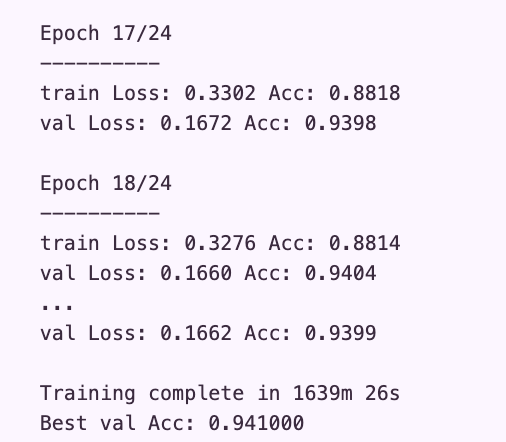 Epoch 17/24
----------
train Loss: 0.3302 Acc: 0.8818
val Loss: 0.1672 Acc: 0.9398
Epoch 18/24
----------
train Loss: 0.3276 Acc: 0.8814
val Loss: 0.1660 Acc: 0.9404
...
val Loss: 0.1662 Acc: 0.9399
Training complete in 1639m 26s
Best val Acc: 0.941000